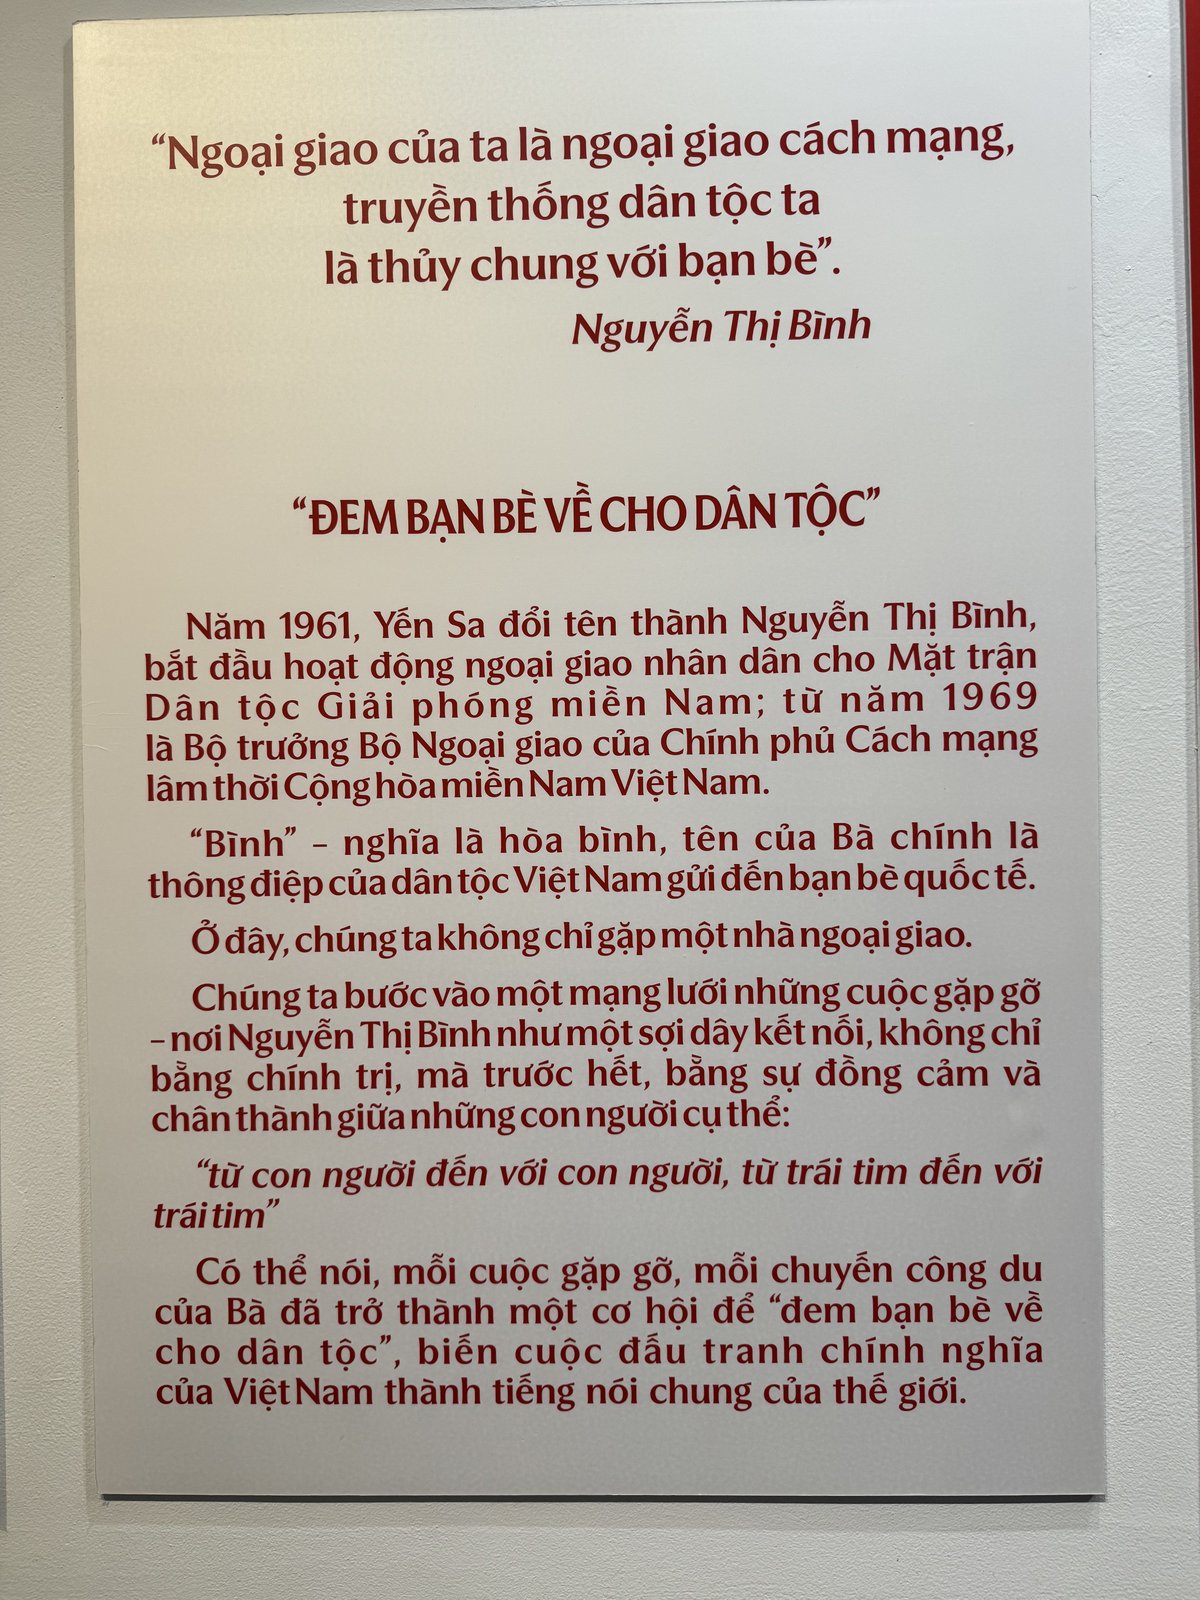 “Ngoại giao của ta là ngoại giao cách mạng,
truyền thống dân tộc ta
là thủy chung với bạn bè”.
Nguyễn Thị Bình
“ĐEM BẠN BÈ VỀ CHO DÂN TỘC”
Năm 1961, Yến Sa đổi tên thành Nguyễn Thị Bình,
bắt đầu hoạt động ngoại giao nhân dân cho Mặt trận
Dân tộc Giải phóng miền Nam; từ năm 1969
là Bộ trưởng Bộ Ngoại giao của Chính phủ Cách mạng
lâm thời Cộng hòa miền Nam Việt Nam.
“Bình” – nghĩa là hòa bình, tên của Bà chính là
thông điệp của dân tộc Việt Nam gửi đến bạn bè quốc tế.
Ở đây, chúng ta không chỉ gặp một nhà ngoại giao.
Chúng ta bước vào một mạng lưới những cuộc gặp gỡ
– nơi Nguyễn Thị Bình như một sợi dây kết nối, không chỉ
bằng chính trị, mà trước hết, bằng sự đồng cảm và
chân thành giữa những con người cụ thể:
“từ con người đến với con người, từ trái tim đến với
trái tim”
Có thể nói, mỗi cuộc gặp gỡ, mỗi chuyến công du
của Bà đã trở thành một cơ hội để “đem bạn bè về
cho dân tộc”, biến cuộc đấu tranh chính nghĩa
của Việt Nam thành tiếng nói chung của thế giới.